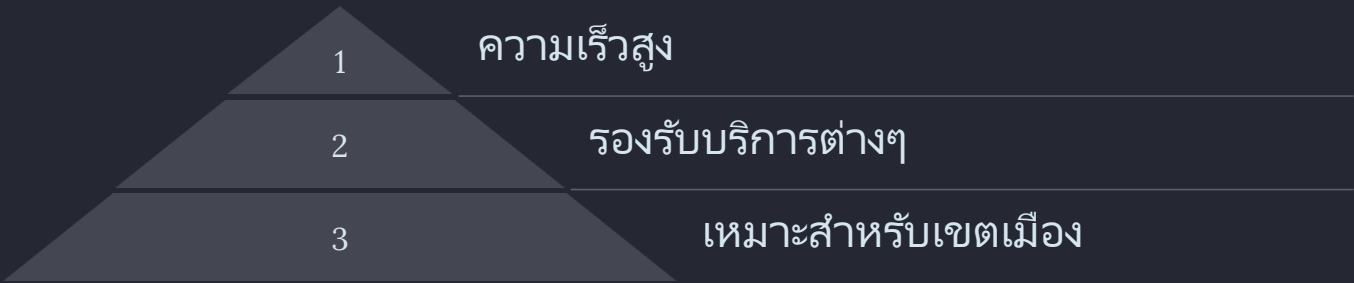 1
ความเร็วสูง
2
รองรับบริการต่างๆ
3
เหมาะสำหรับเขตเมือง